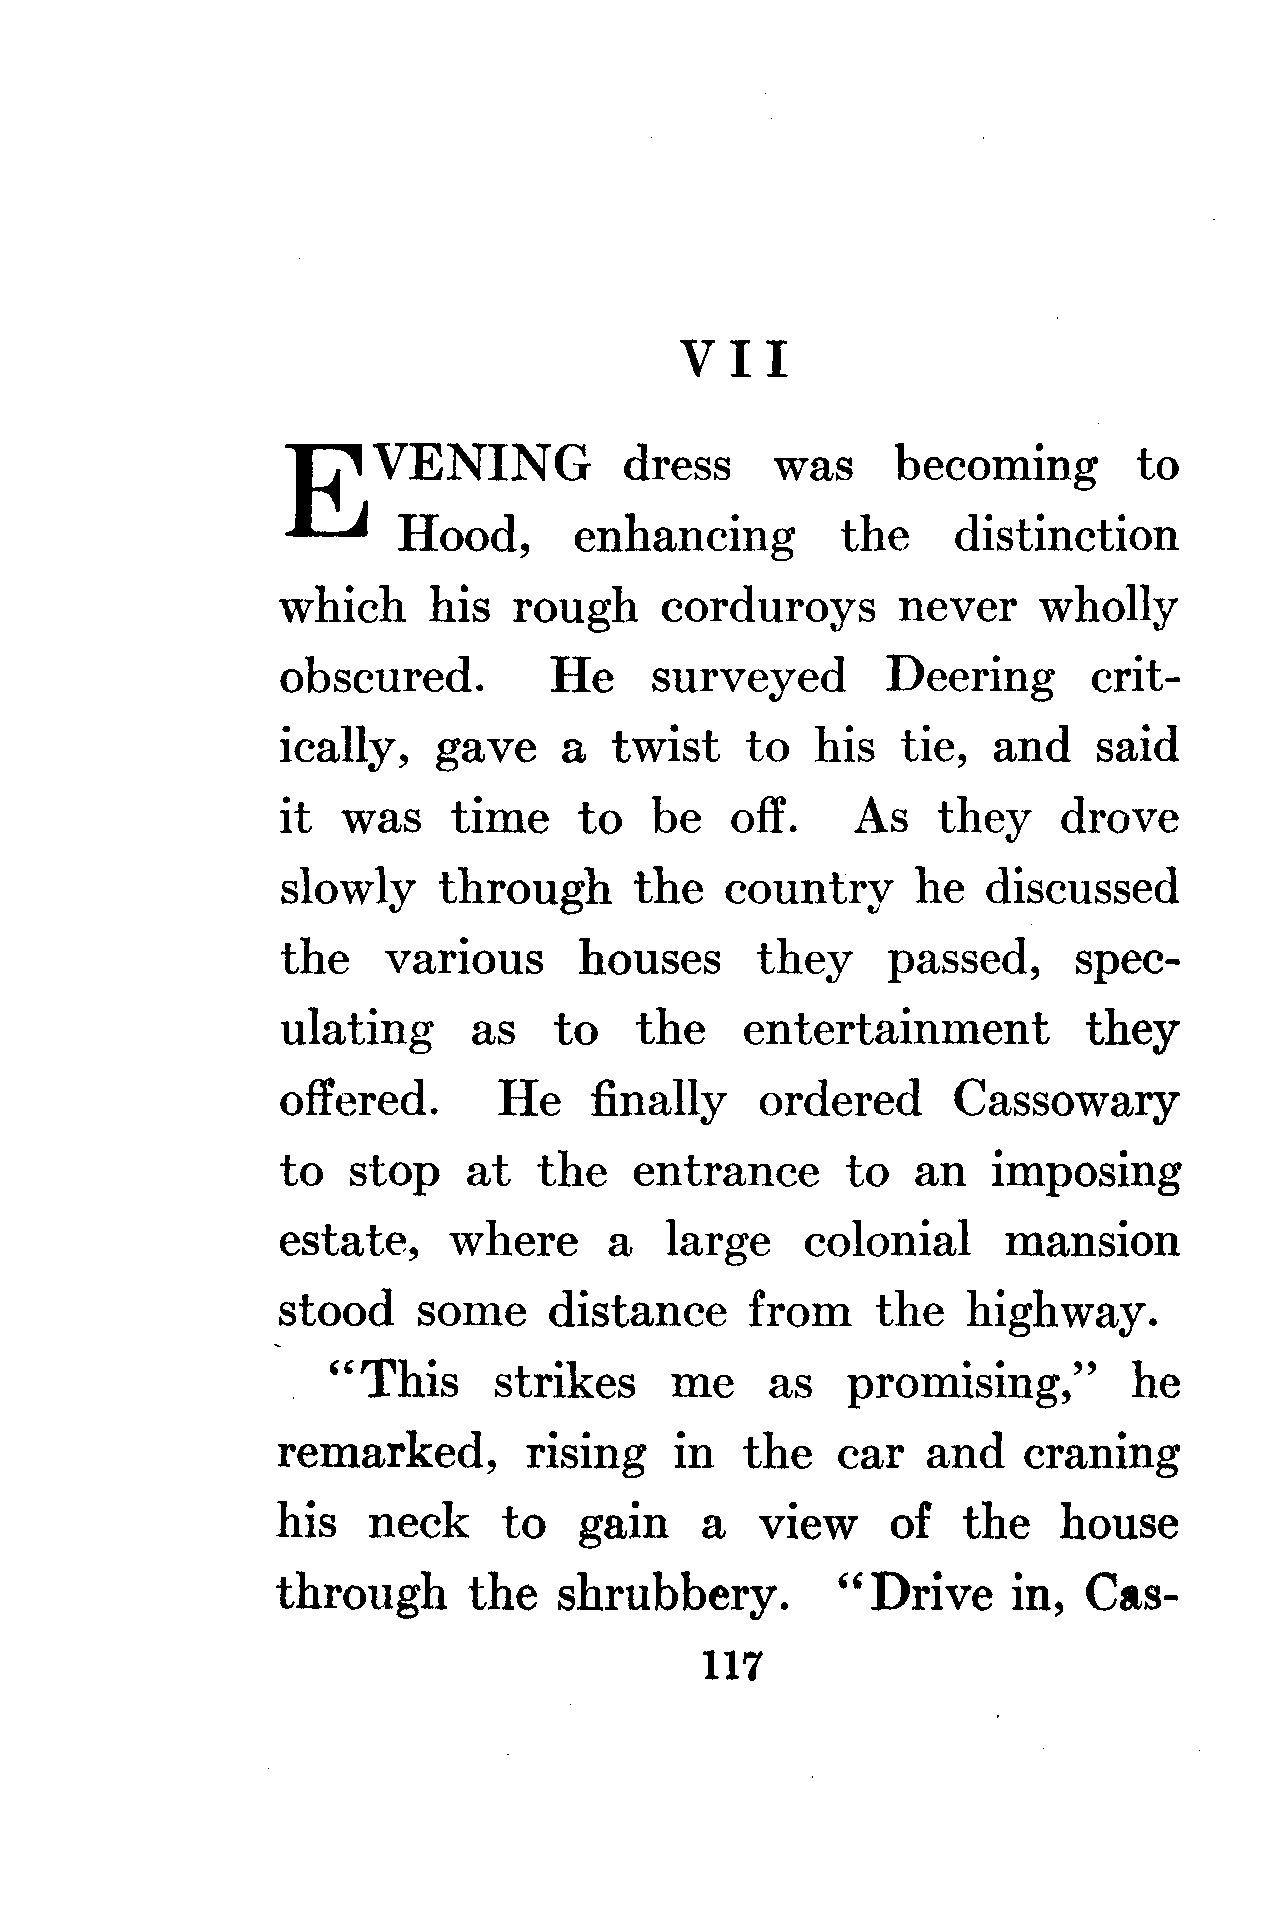 VII
EVENING dress was becoming to
Hood, enhancing the distinction
which his rough corduroys never wholly
obscured. He surveyed Deering crit-
ically, gave a twist to his tie, and said
it was time to be off. As they drove
slowly through the country he discussed
the various houses they passed, spec-
ulating as to the entertainment they
offered. He finally ordered Cassowary
to stop at the entrance to an imposing
estate, where a large colonial mansion
stood some distance from the highway.
“This strikes me as promising,” he
remarked, rising in the car and craning
his neck to gain a view of the house
through the shrubbery. “Drive in, Cas-
117